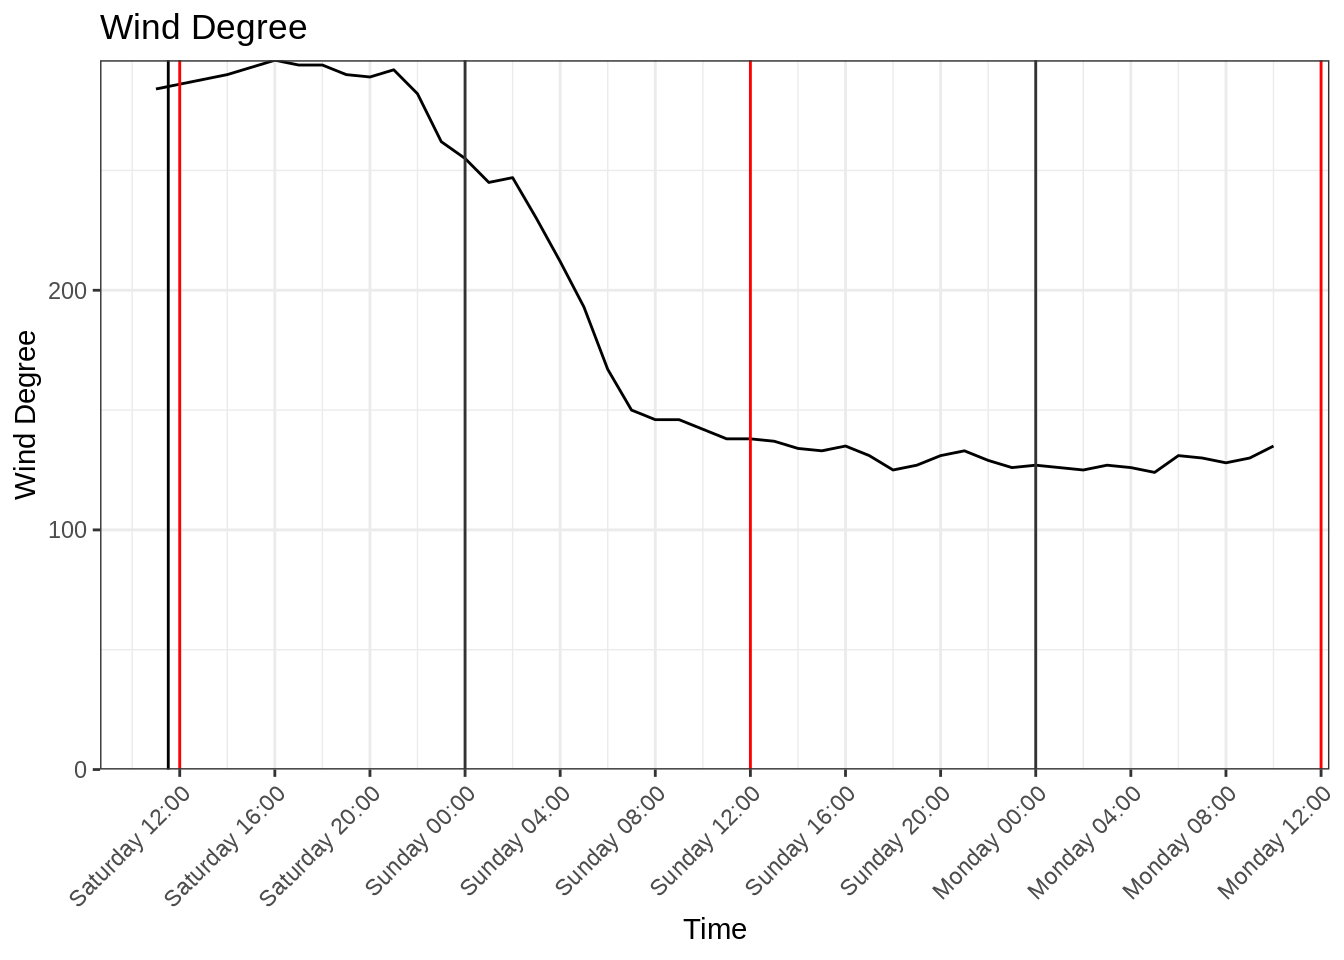 Wind Degree
Wind Degree
200
100
0
Saturday 12:00
Saturday 16:00
Saturday 20:00
Sunday 00:00
Sunday 04:00
Sunday 08:00
Sunday 12:00
Sunday 16:00
Sunday 20:00
Monday 00:00
Monday 04:00
Monday 08:00
Monday 12:00
Time